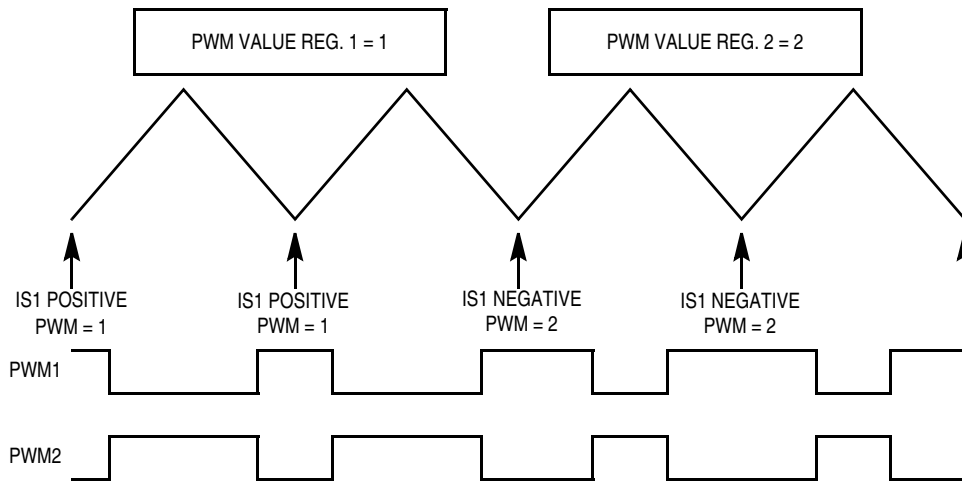 PWM VALUE REG. 1 = 1
PWM VALUE REG. 2 = 2
IS1 POSITIVE
PWM = 1
IS1 POSITIVE
PWM = 1
IS1 NEGATIVE
PWM = 2
IS1 NEGATIVE
PWM = 2
PWM1
PWM2